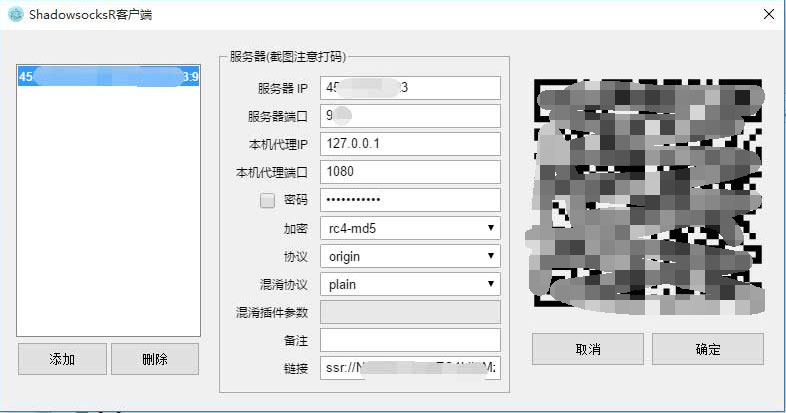 ShadowsocksR客户端
服务器(截图注意打码)
45 3:9
服务器 IP 45 3
服务器端口 9
本机代理IP 127.0.0.1
本机代理端口 1080
密码 •••••••••••
加密 rc4-md5
协议 origin
混淆协议 plain
混淆插件参数
备注
链接 ssr://
添加 删除
取消 确定